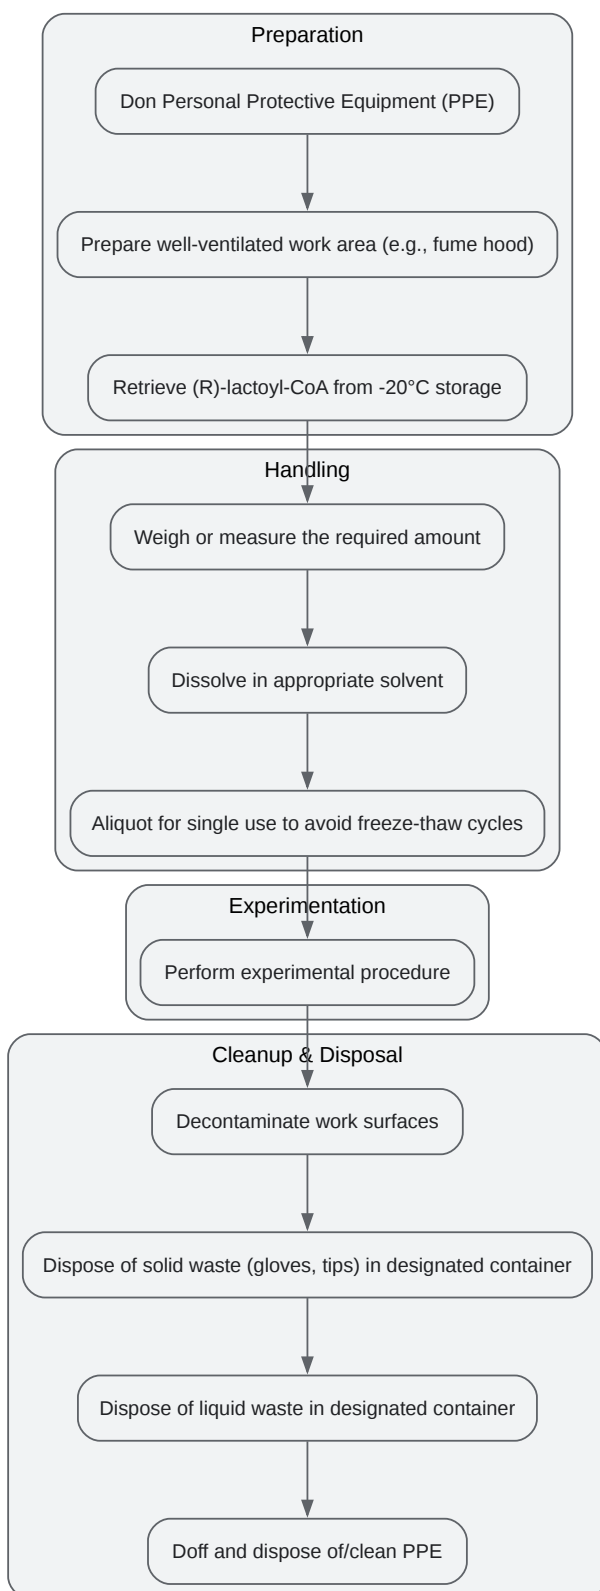 Preparation
Don Personal Protective Equipment (PPE)
Prepare well-ventilated work area (e.g., fume hood)
Retrieve (R)-lactoyl-CoA from -20°C storage
Handling
Weigh or measure the required amount
Dissolve in appropriate solvent
Aliquot for single use to avoid freeze-thaw cycles
Experimentation
Perform experimental procedure
Cleanup & Disposal
Decontaminate work surfaces
Dispose of solid waste (gloves, tips) in designated container
Dispose of liquid waste in designated container
Doff and dispose of/clean PPE